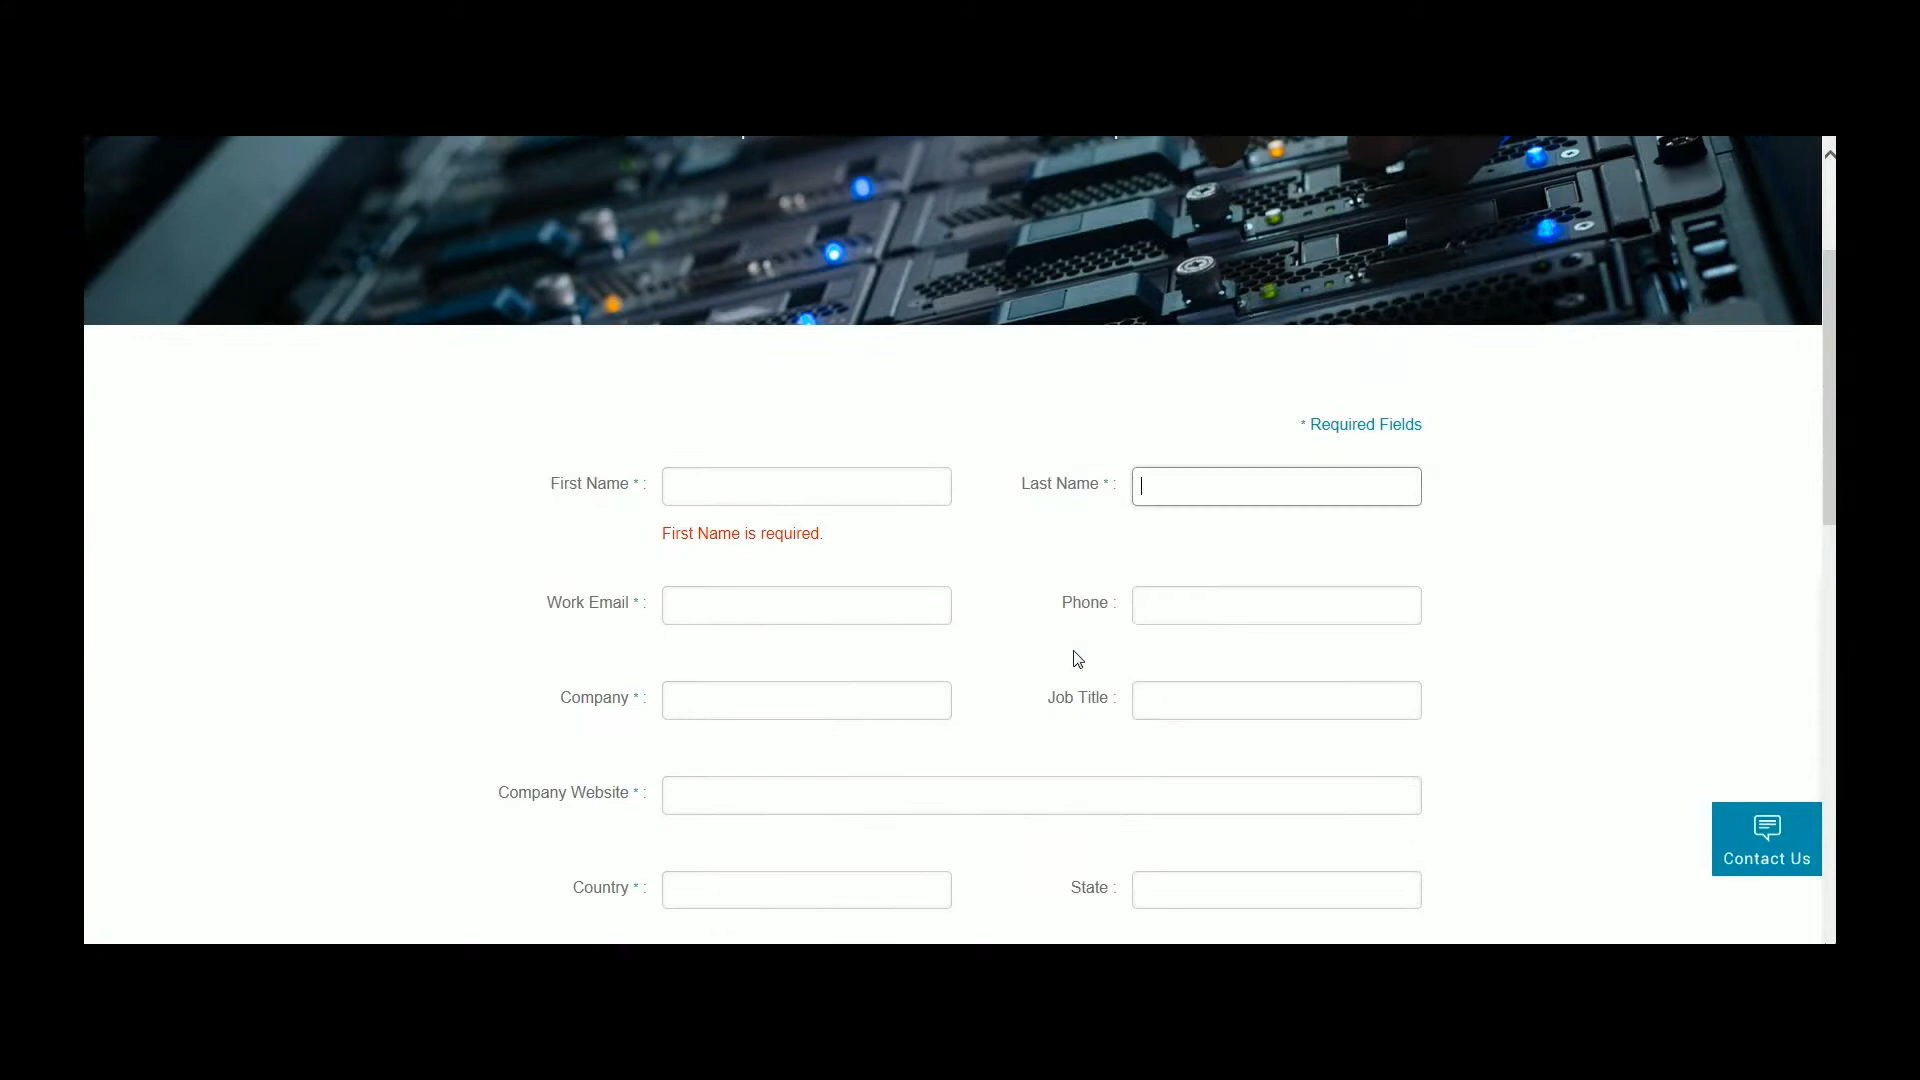 * Required Fields
First Name * :
Last Name * :
First Name is required.
Work Email * :
Phone :
Company * :
Job Title :
Company Website * :
Country * :
State :
Contact Us